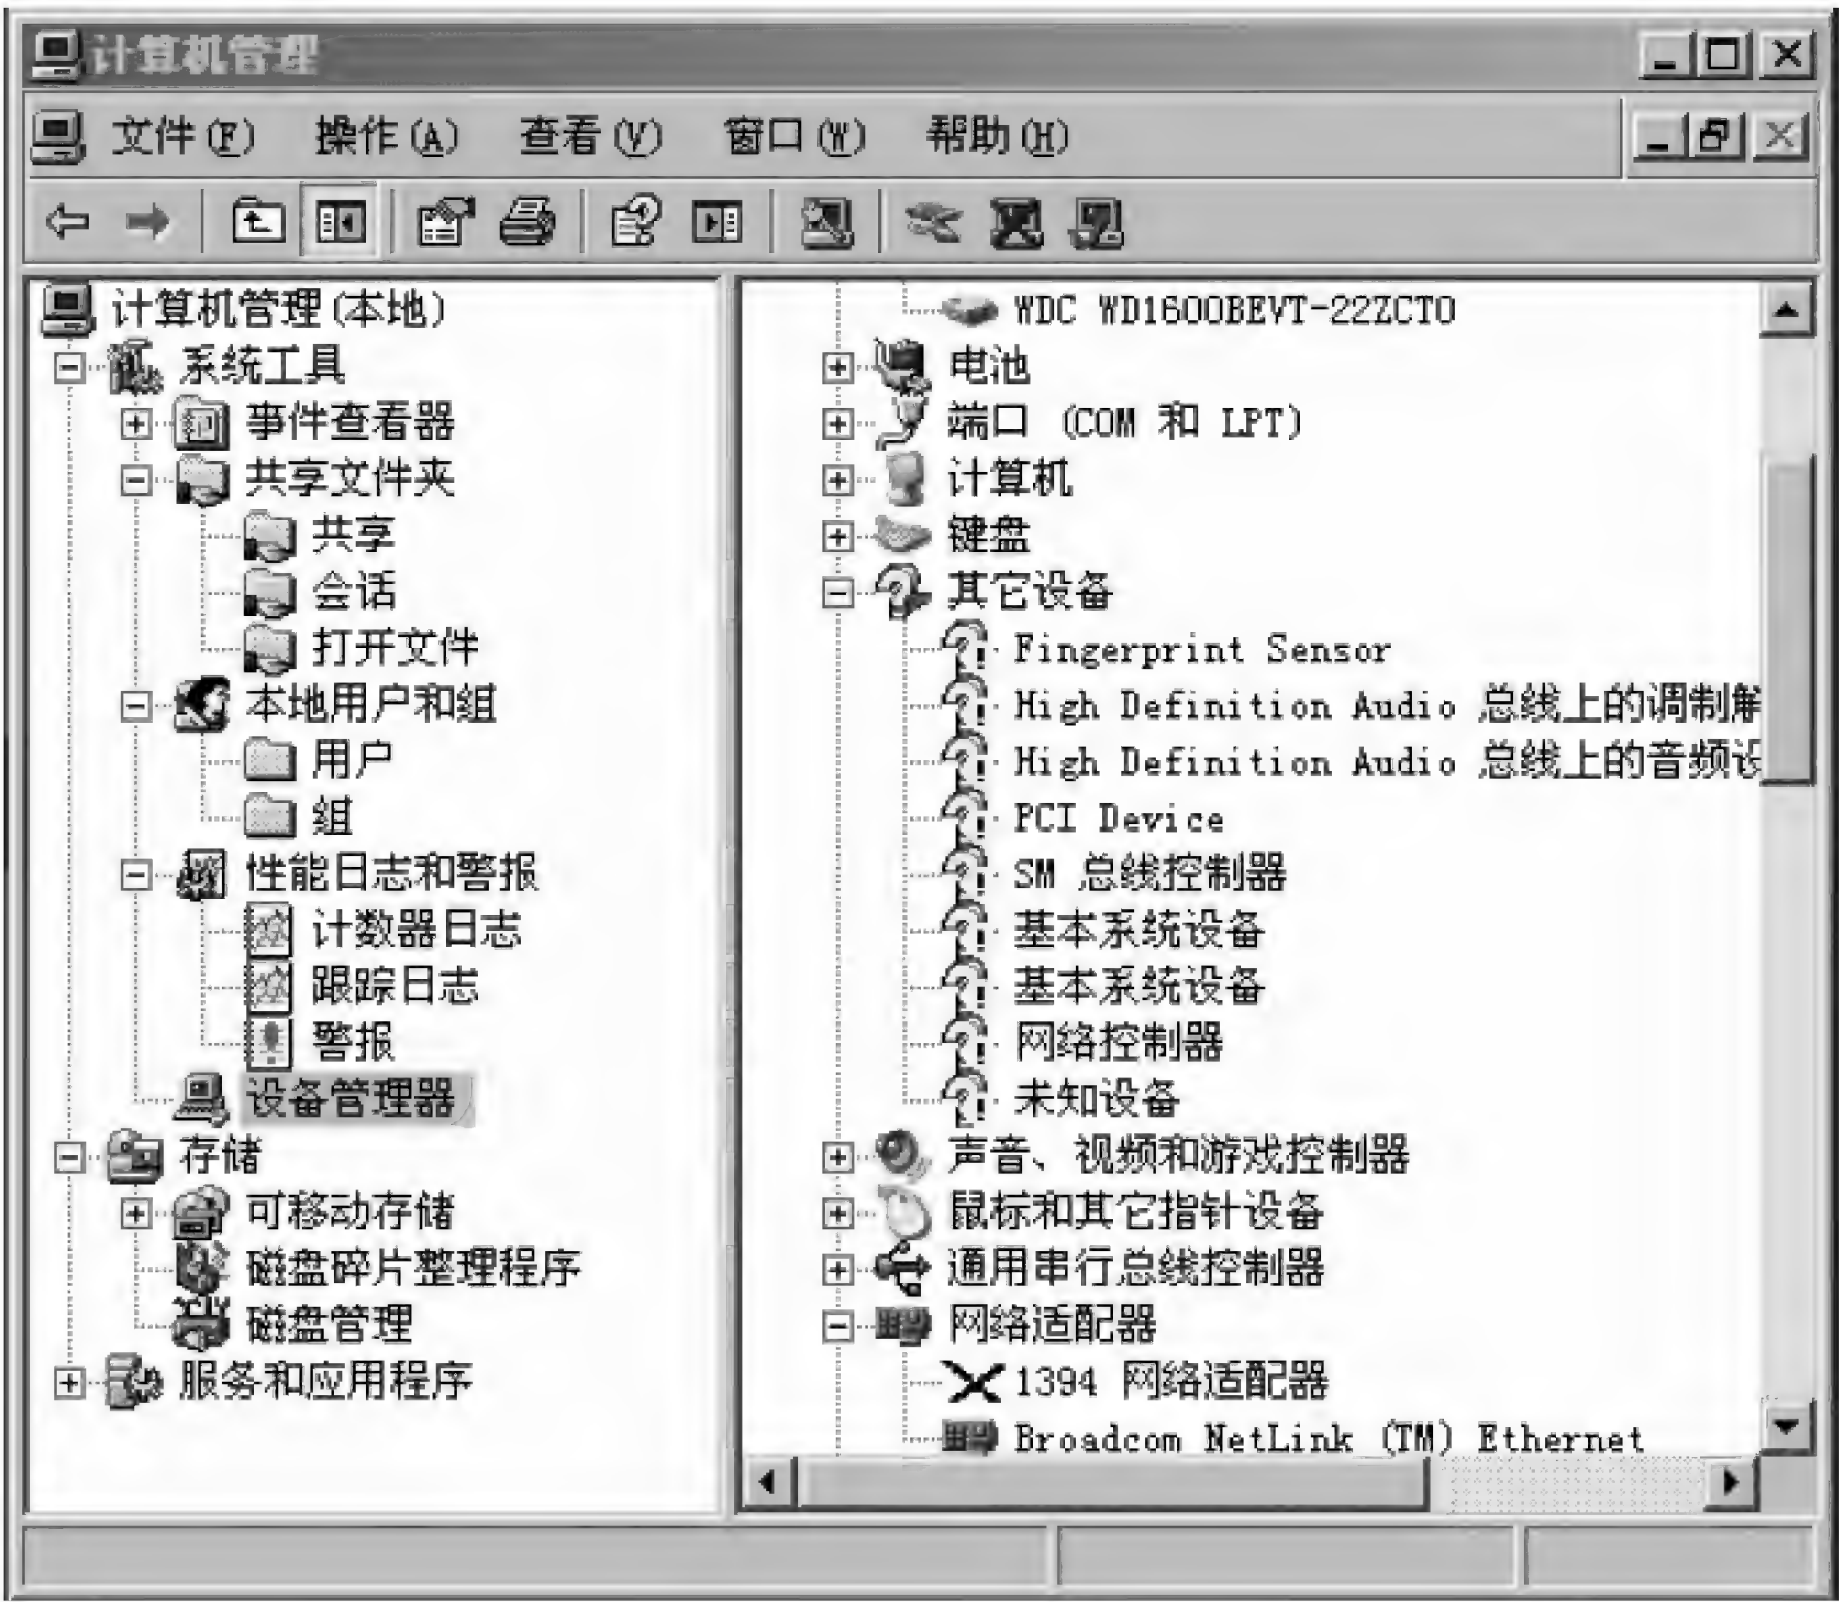 计算机管理
文件(F) 操作(A) 查看(V) 窗口(W) 帮助(H)
计算机管理(本地)
系统工具
事件查看器
共享文件夹
共享
会话
打开文件
本地用户和组
用户
组
性能日志和警报
计数器日志
跟踪日志
警报
设备管理器
存储
可移动存储
磁盘碎片整理程序
磁盘管理
服务和应用程序
WDC WD1600BEVT-22ZCT0
电池
端口 (COM 和 LPT)
计算机
键盘
其它设备
Fingerprint Sensor
High Definition Audio 总线上的调制解
High Definition Audio 总线上的音频设
PCI Device
SM 总线控制器
基本系统设备
基本系统设备
网络控制器
未知设备
声音、视频和游戏控制器
鼠标和其它指针设备
通用串行总线控制器
网络适配器
1394 网络适配器
Broadcom NetLink (TM) Ethernet